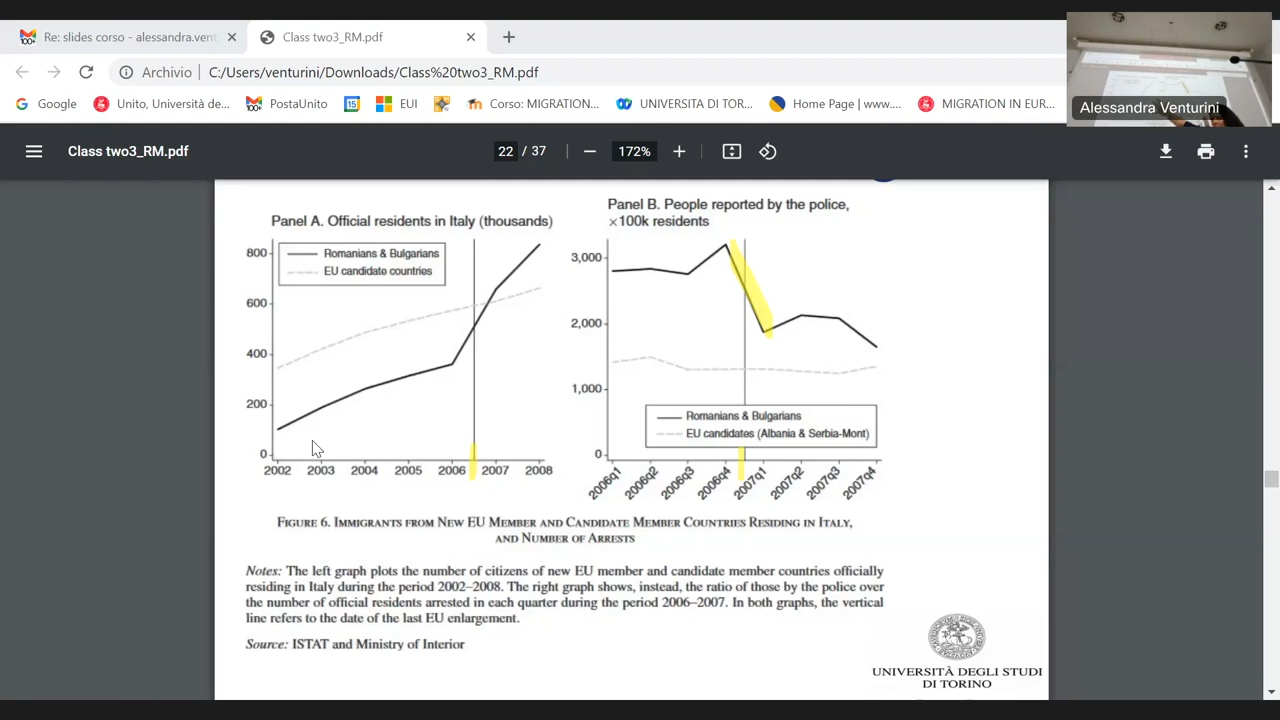 Re: slides corso - alessandra.vent
Class two3_RM.pdf
Archivio
C:/Users/venturini/Downloads/Class%20two3_RM.pdf
Google
Unito, Università de...
PostaUnito
EUI
Corso: MIGRATION...
UNIVERSITA DI TOR...
Home Page | www....
MIGRATION IN EUR...
Alessandra Venturini
Class two3_RM.pdf
22 / 37
172%
Panel A. Official residents in Italy (thousands)
800
600
400
200
0
Romanians & Bulgarians
EU candidate countries
2002 2003 2004 2005 2006 2007 2008
Panel B. People reported by the police,
×100k residents
3,000
2,000
1,000
0
Romanians & Bulgarians
EU candidates (Albania & Serbia-Mont)
2006q1 2006q2 2006q3 2006q4 2007q1 2007q2 2007q3 2007q4
FIGURE 6. IMMIGRANTS FROM NEW EU MEMBER AND CANDIDATE MEMBER COUNTRIES RESIDING IN ITALY,
AND NUMBER OF ARRESTS
Notes: The left graph plots the number of citizens of new EU member and candidate member countries officially
residing in Italy during the period 2002–2008. The right graph shows, instead, the ratio of those by the police over
the number of official residents arrested in each quarter during the period 2006–2007. In both graphs, the vertical
line refers to the date of the last EU enlargement.
Source: ISTAT and Ministry of Interior
UNIVERSITÀ DEGLI STUDI
DI TORINO